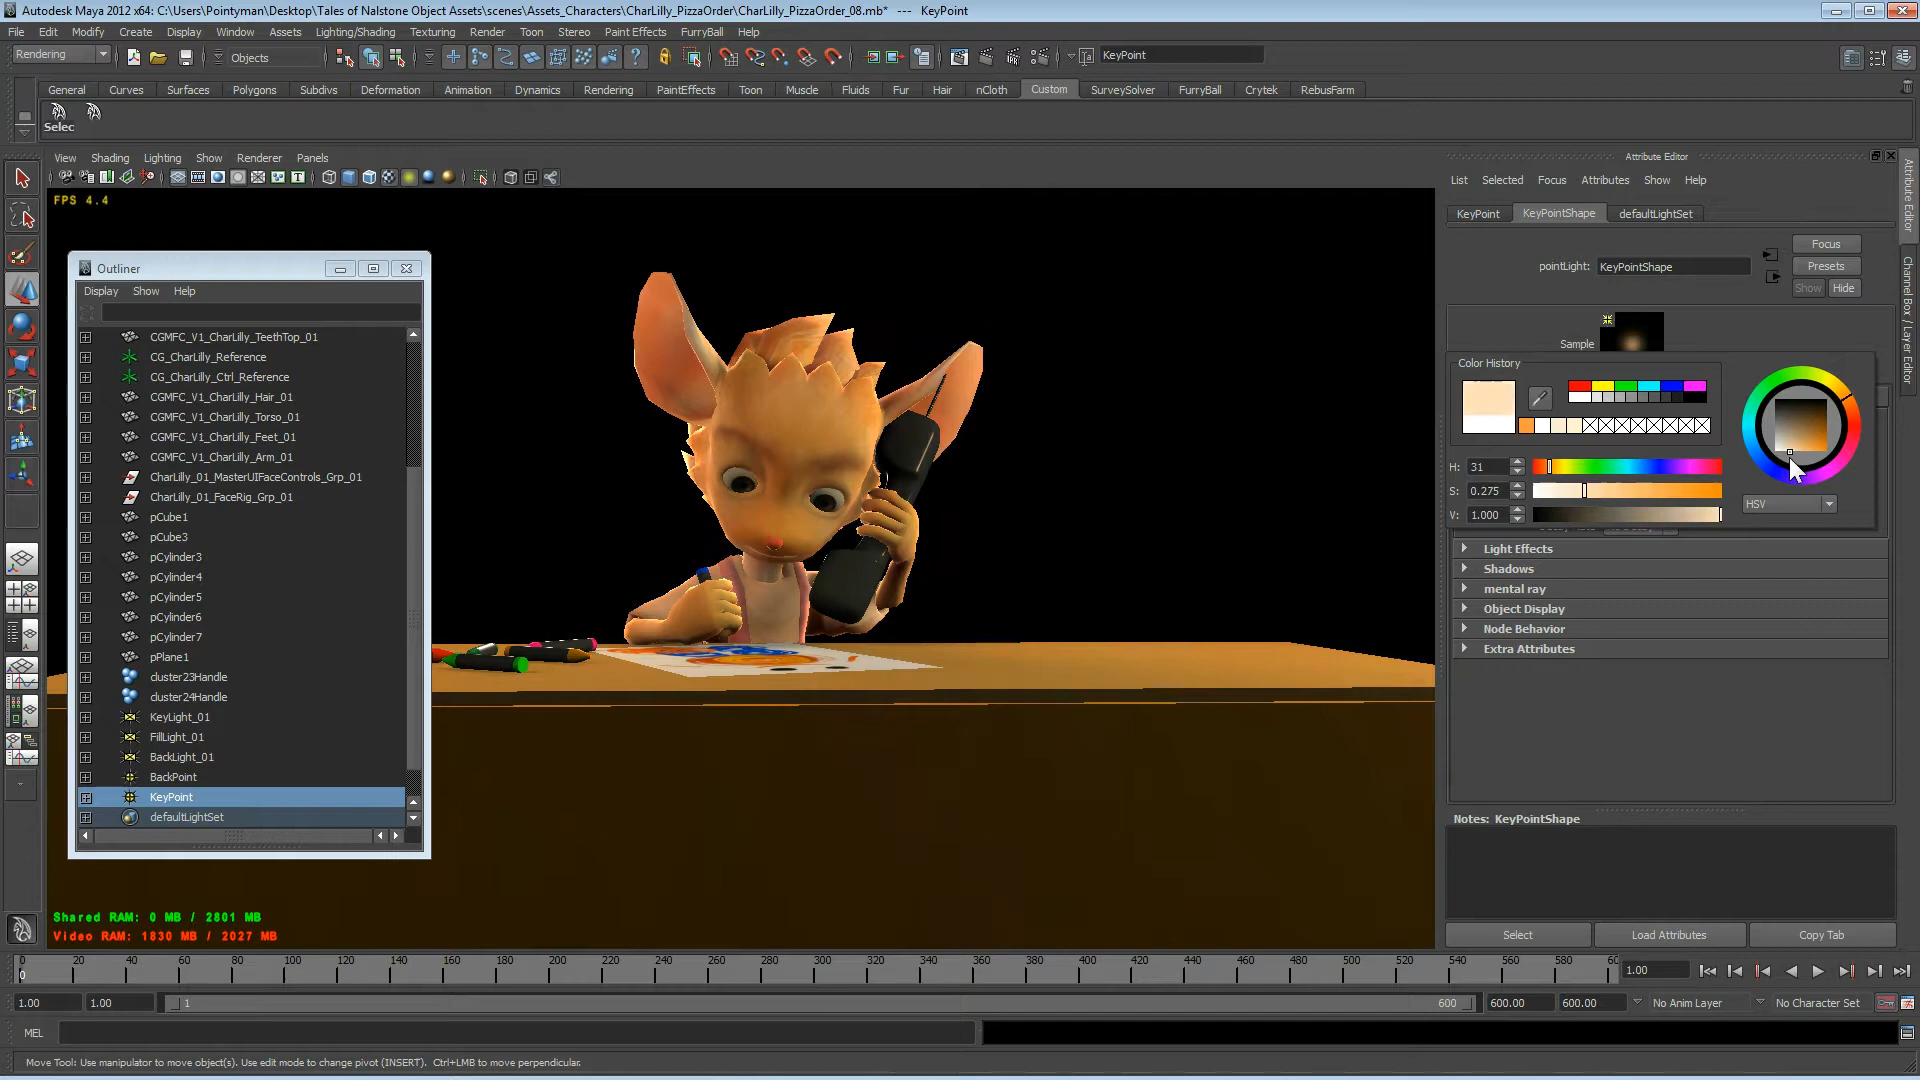 Autodesk Maya 2012 x64: C:\Users\Pointyman\Desktop\Tales of Nalstone Object Assets\scenes\Assets_Characters\CharLilly_PizzaOrder\CharLilly_PizzaOrder_08.mb* --- KeyPoint
File Edit Modify Create Display Window Assets Lighting/Shading Texturing Render Toon Stereo Paint Effects FurryBall Help
Rendering Objects KeyPoint
General Curves Surfaces Subdivs Polygons Deformation Animation Dynamics Rendering PaintEffects Toon Muscle Fluids Fur Hair nCloth Custom SurveySolver FurryBall Crytek RebusFarm
Selec
View Shading Lighting Show Renderer Panels
FPS 4.4
Outliner
Display Show Help
CGMFC_V1_CharLilly_TeethTop_01
CG_CharLilly_Reference
CG_CharLilly_Ctrl_Reference
CGMFC_V1_CharLilly_Hair_01
CGMFC_V1_CharLilly_Torso_01
CGMFC_V1_CharLilly_Feet_01
CGMFC_V1_CharLilly_Arm_01
CharLilly_01_MasterUIFaceControls_Grp_01
CharLilly_01_FaceRig_Grp_01
pCube1
pCube3
pCylinder3
pCylinder4
pCylinder5
pCylinder6
pCylinder7
pPlane1
cluster23Handle
cluster24Handle
KeyLight_01
FillLight_01
BackLight_01
BackPoint
KeyPoint
defaultLightSet
Shared RAM: 0 MB / 2801 MB
Video RAM: 1830 MB / 2027 MB
Attribute Editor
List Selected Focus Attributes Show Help
KeyPoint KeyPointShape defaultLightSet
Focus
pointLight: KeyPointShape
Presets
Show Hide
Sample
Color History
H: 31
S: 0.275
V: 1.000
HSV
Light Effects
Shadows
mental ray
Object Display
Node Behavior
Extra Attributes
Notes: KeyPointShape
Select Load Attributes Copy Tab
Attribute Editor
Channel Box / Layer Editor
0 20 40 60 80 100 120 140 160 180 200 220 240 260 280 300 320 340 360 380 400 420 440 460 480 500 520 540 560 580
0
1.00
1.00 1.00 1 600 600.00 600.00 No Anim Layer No Character Set
MEL
Move Tool: Use manipulator to move object(s). Use edit mode to change pivot (INSERT). Ctrl+LMB to move perpendicular.